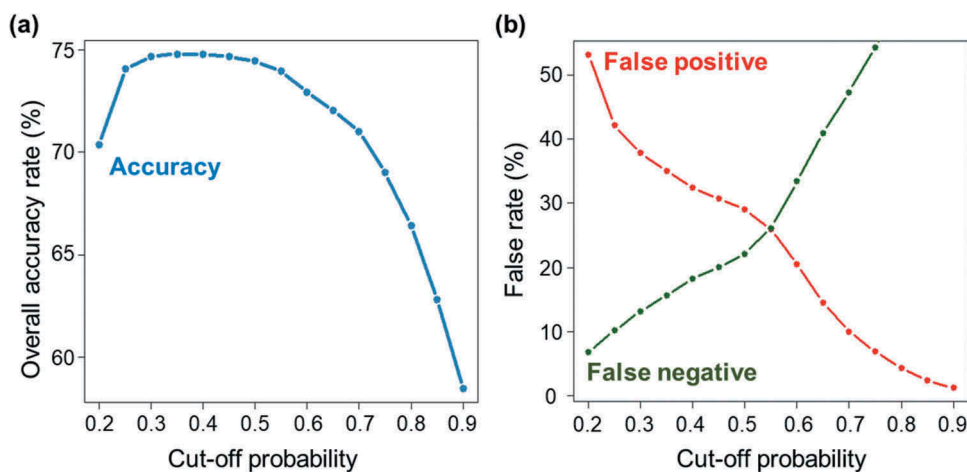 (a)
75
70
65
60
Overall accuracy rate (%)
Accuracy
0.2 0.3 0.4 0.5 0.6 0.7 0.8 0.9
Cut-off probability
(b)
50
40
30
20
10
0
False rate (%)
False positive
False negative
0.2 0.3 0.4 0.5 0.6 0.7 0.8 0.9
Cut-off probability